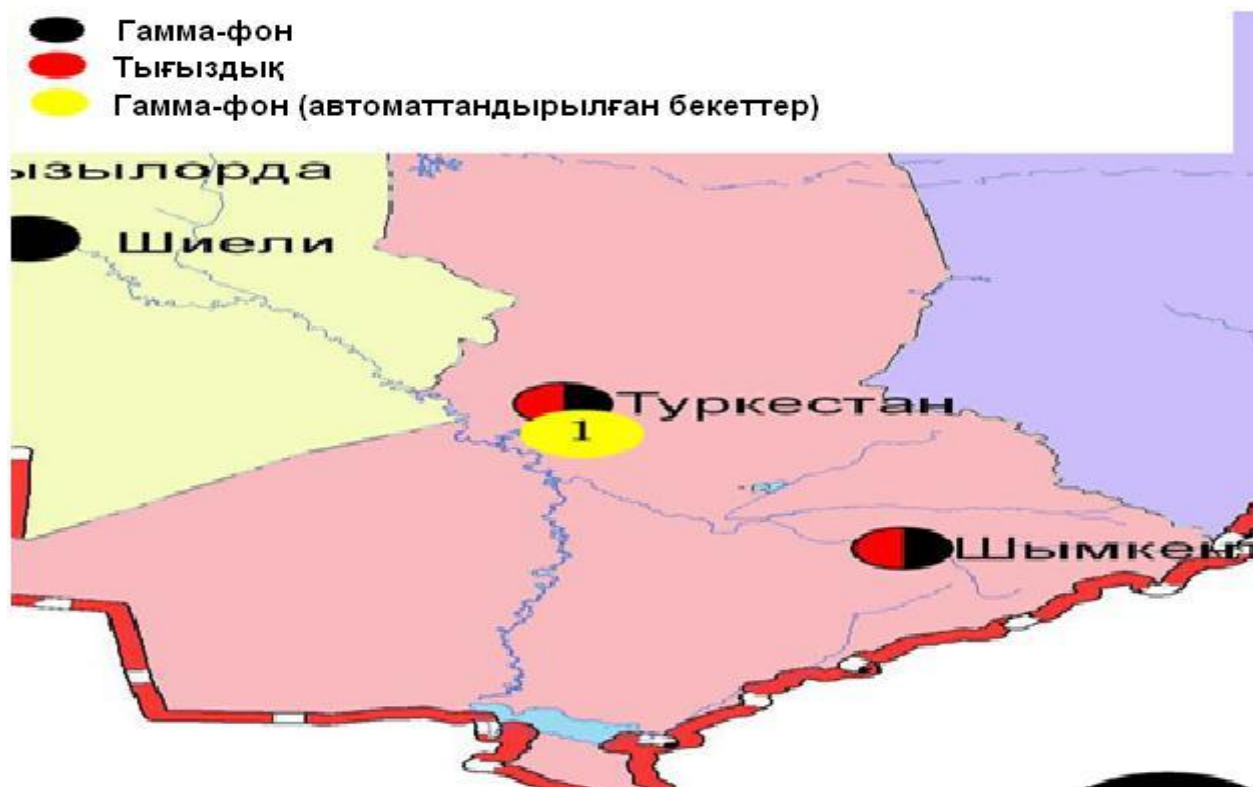 Гамма-фон
Тығыздық
Гамма-фон (автоматтандырылған бекеттер)
ызылорда
Шиели
Туркестан
1
Шымкент